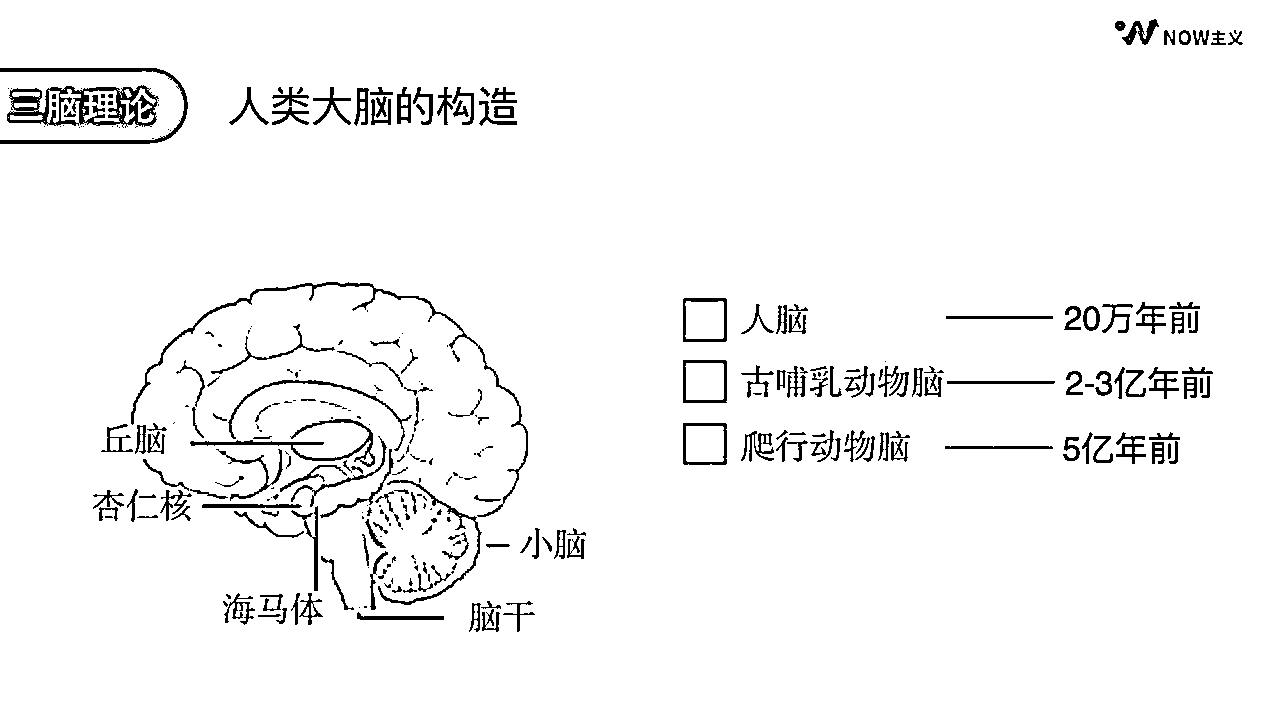 NOW主义
三脑理论
人类大脑的构造
人脑 20万年前
古哺乳动物脑 2-3亿年前
爬行动物脑 5亿年前
丘脑
杏仁核
海马体
小脑
脑干